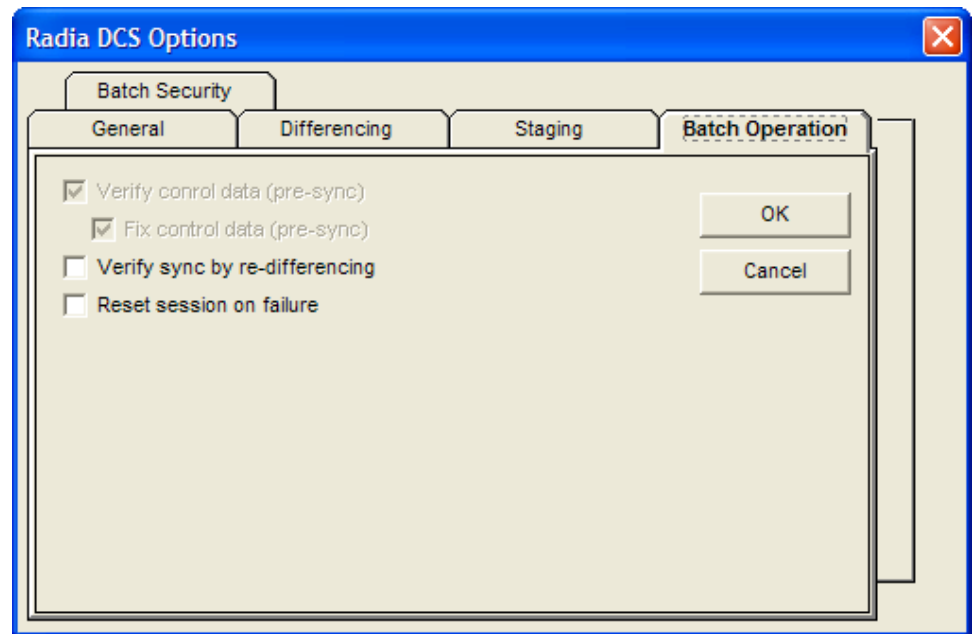 Radia DCS Options
Batch Security
General Differencing Staging Batch Operation
Verify conrol data (pre-sync)
OK
Fix control data (pre-sync)
Verify sync by re-differencing
Cancel
Reset session on failure